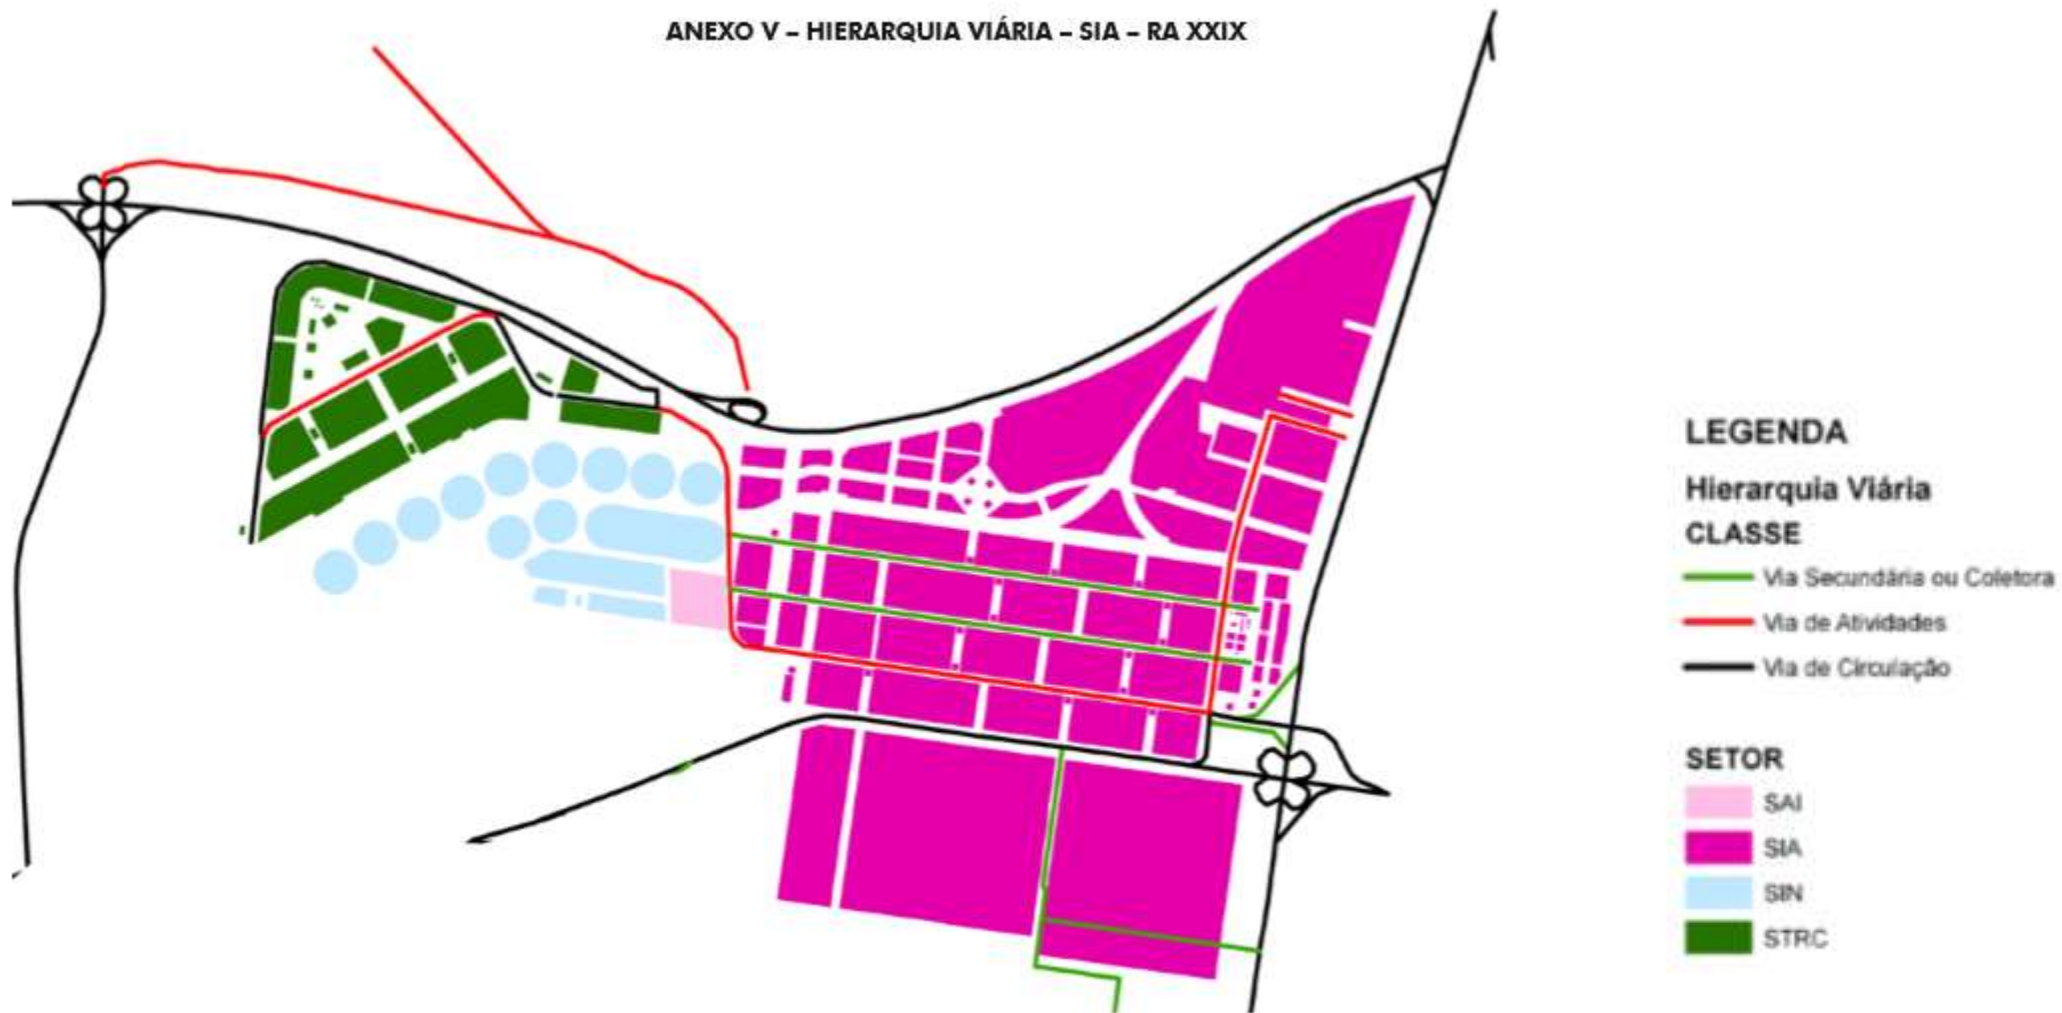 ANEXO V – HIERARQUIA VIÁRIA – SIA – RA XXIX
LEGENDA
Hierarquia Viária
CLASSE
Via Secundária ou Coletora
Via de Atividades
Via de Circulação
SETOR
SAI
SIA
SIN
STRC